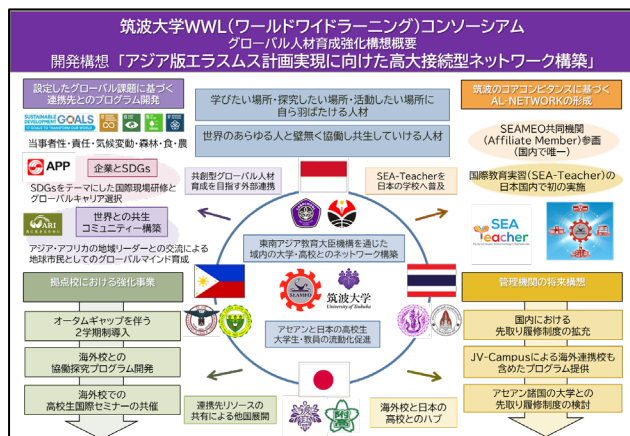 筑波大学WWL(ワールドワイドラーニング)コンソーシアム
グローバル人材育成強化構想概要
開発構想 「アジア版エラスムス計画実現に向けた高大接続型ネットワーク構築」
設定したグローバル課題に基づく
連携先とのプログラム開発
SUSTAINABLE
DEVELOPMENT
GOALS
当事者性・責任・気候変動・森林・食・農
APP
企業とSDGs
SDGsをテーマにした国際現場研修と
グローバルキャリア選択
ARI
世界との共生
コミュニティー構築
アジア・アフリカの地域リーダーとの交流による
地球市民としてのグローバルマインド育成
拠点校における強化事業
オータムギャップを伴う
2学期制導入
海外校との
協働探究プログラム開発
海外校での
高校生国際セミナーの共催
学びたい場所・探究したい場所・活動したい場所に
自ら羽ばたける人材
世界のあらゆる人と壁無く協働し共生していける人材
共創型グローバル人材
育成を目指す外部連携
SEA-Teacherを
日本の学校へ普及
東南アジア教育大臣機構を通じた
域内の大学・高校とのネットワーク構築
SEAMEO
筑波大学
University of Tsukuba
アセアンと日本の高校生
大学生・教員の流動化促進
連携先リソースの
共有による他国展開
海外校と日本の
高校とのハブ
筑波のコアコンピタンスに基づく
AL-NETWORKの形成
SEAMEO共同機関
(Affiliate Member)参画
(国内で唯一)
国際教育実習(SEA-Teacher)の
日本国内で初の実施
SEA
Teacher
管理機関の将来構想
国内における
先取り履修制度の拡充
JV-Campusによる海外連携校も
含めたプログラム提供
アセアン諸国の大学との
先取り履修制度の検討